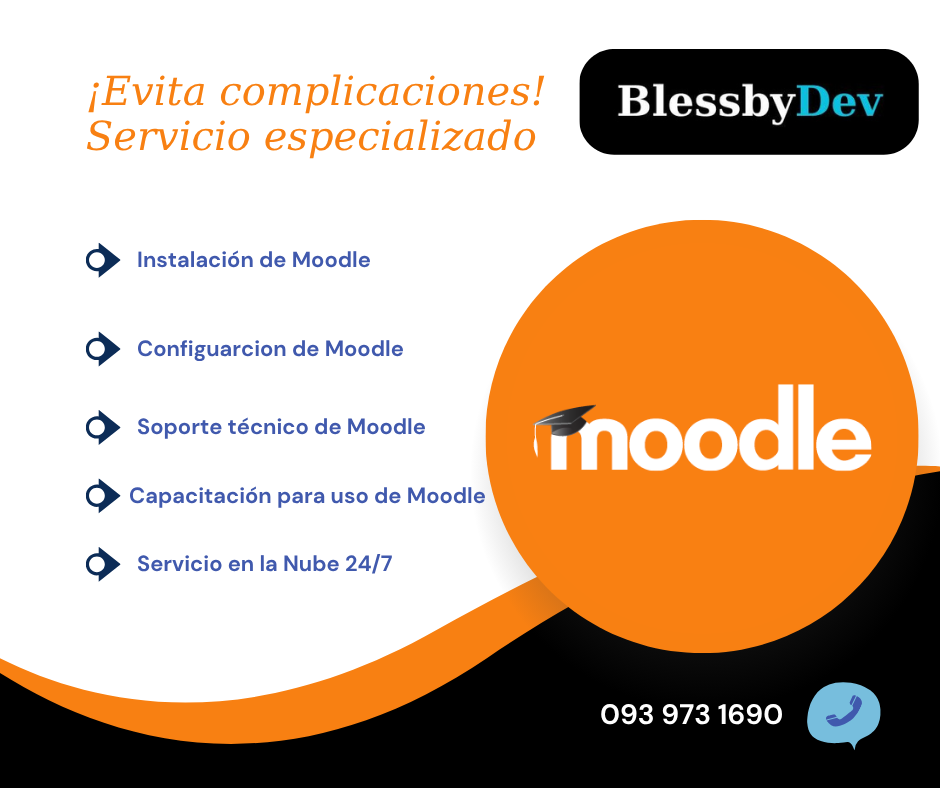 ¡Evita complicaciones!
Servicio especializado
BlessbyDev
Instalación de Moodle
Configuarcion de Moodle
Soporte técnico de Moodle
Capacitación para uso de Moodle
Servicio en la Nube 24/7
moodle
093 973 1690